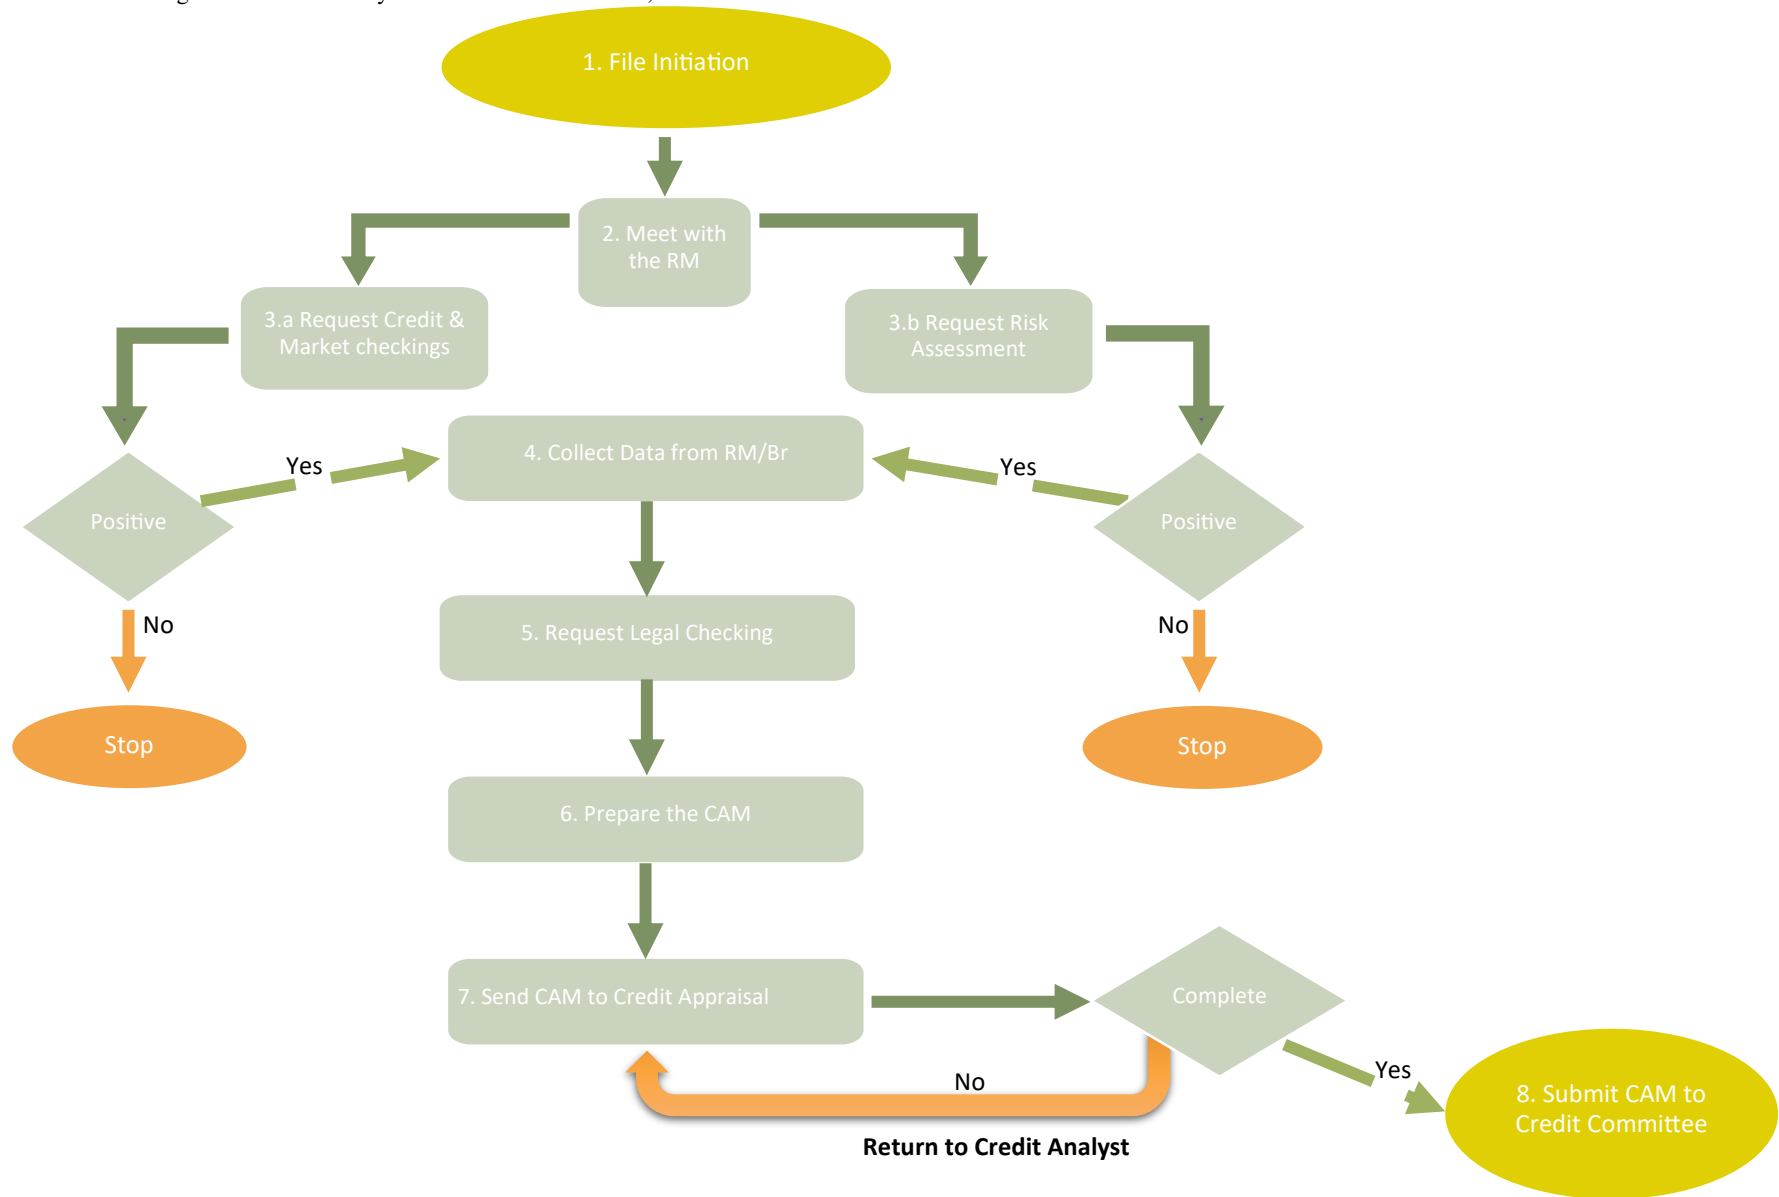 1. File Initiation
2. Meet with
the RM
3.a Request Credit &
Market checkings
3.b Request Risk
Assessment
4. Collect Data from RM/Br
Yes
Yes
Positive
Positive
No
5. Request Legal Checking
No
Stop
Stop
6. Prepare the CAM
7. Send CAM to Credit Appraisal
Complete
No
Yes
8. Submit CAM to
Credit Committee
Return to Credit Analyst